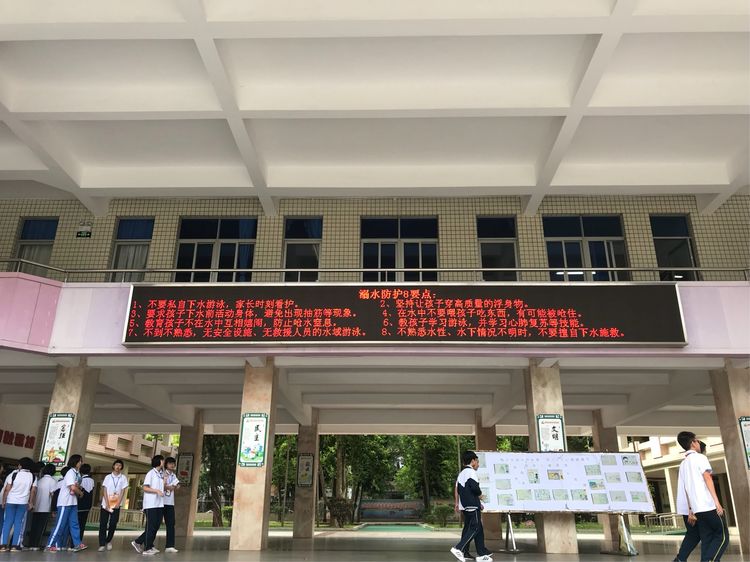 溺水防护8要点:
1、不要私自下水游泳，家长时刻看护。 2、坚持让孩子穿高质量的浮身物。
3、要求孩子下水前活动身体，避免出现抽筋等现象。 4、在水中不要喂孩子吃东西，有可能被呛住。
5、教育孩子不在水中互相嬉闹，防止呛水窒息。 6、教孩子学习游泳，并学习心肺复苏等技能。
7、不到不熟悉，无安全设施、无救援人员的水域游泳。 8、不熟悉水性、水下情况不明时，不要擅自下水施救。
民主
文明